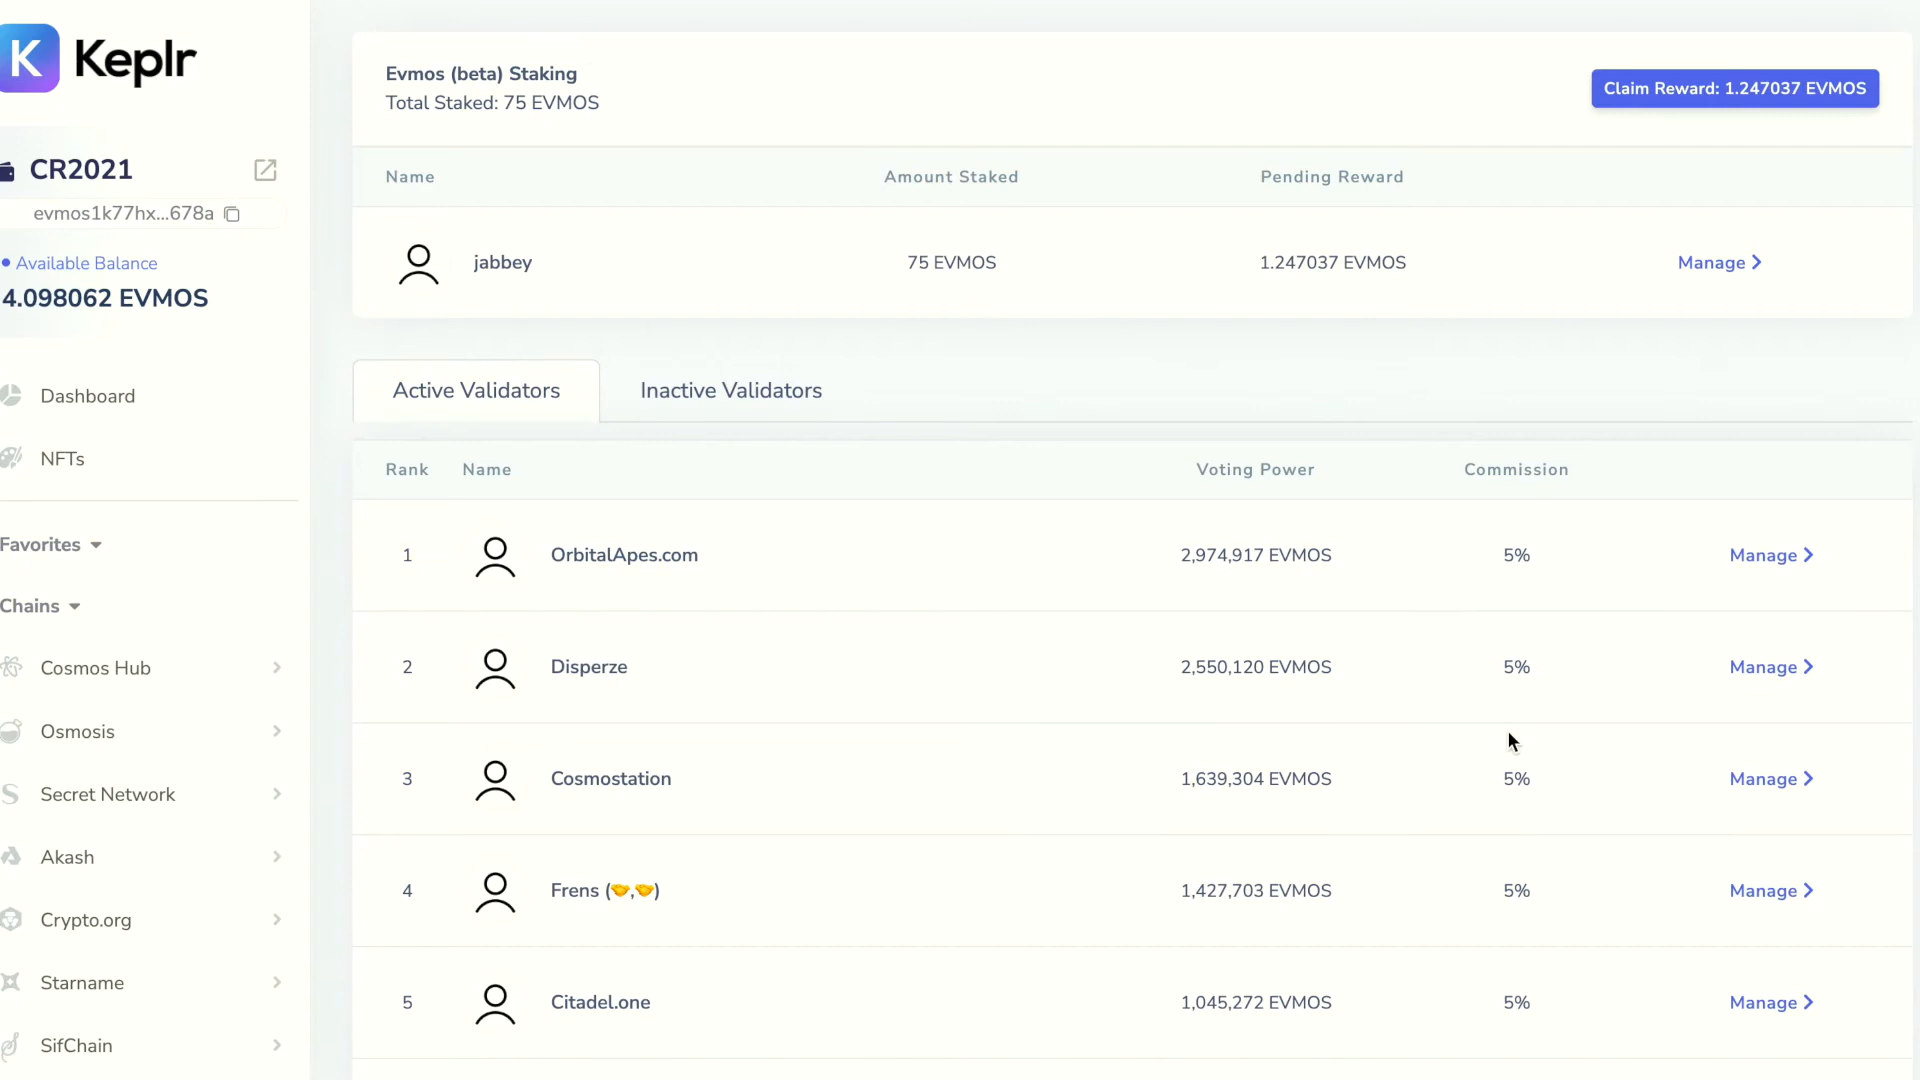 K Keplr
CR2021
evmos1k77hx...678a
Available Balance
4.098062 EVMOS
Dashboard
NFTs
Favorites
Chains
Cosmos Hub
Osmosis
Secret Network
Akash
Crypto.org
Starname
SifChain
Evmos (beta) Staking
Total Staked: 75 EVMOS
Claim Reward: 1.247037 EVMOS
Name Amount Staked Pending Reward
jabbey 75 EVMOS 1.247037 EVMOS Manage
Active Validators Inactive Validators
Rank Name Voting Power Commission
1 OrbitalApes.com 2,974,917 EVMOS 5% Manage
2 Disperze 2,550,120 EVMOS 5% Manage
3 Cosmostation 1,639,304 EVMOS 5% Manage
4 Frens (🤝,🤝) 1,427,703 EVMOS 5% Manage
5 Citadel.one 1,045,272 EVMOS 5% Manage